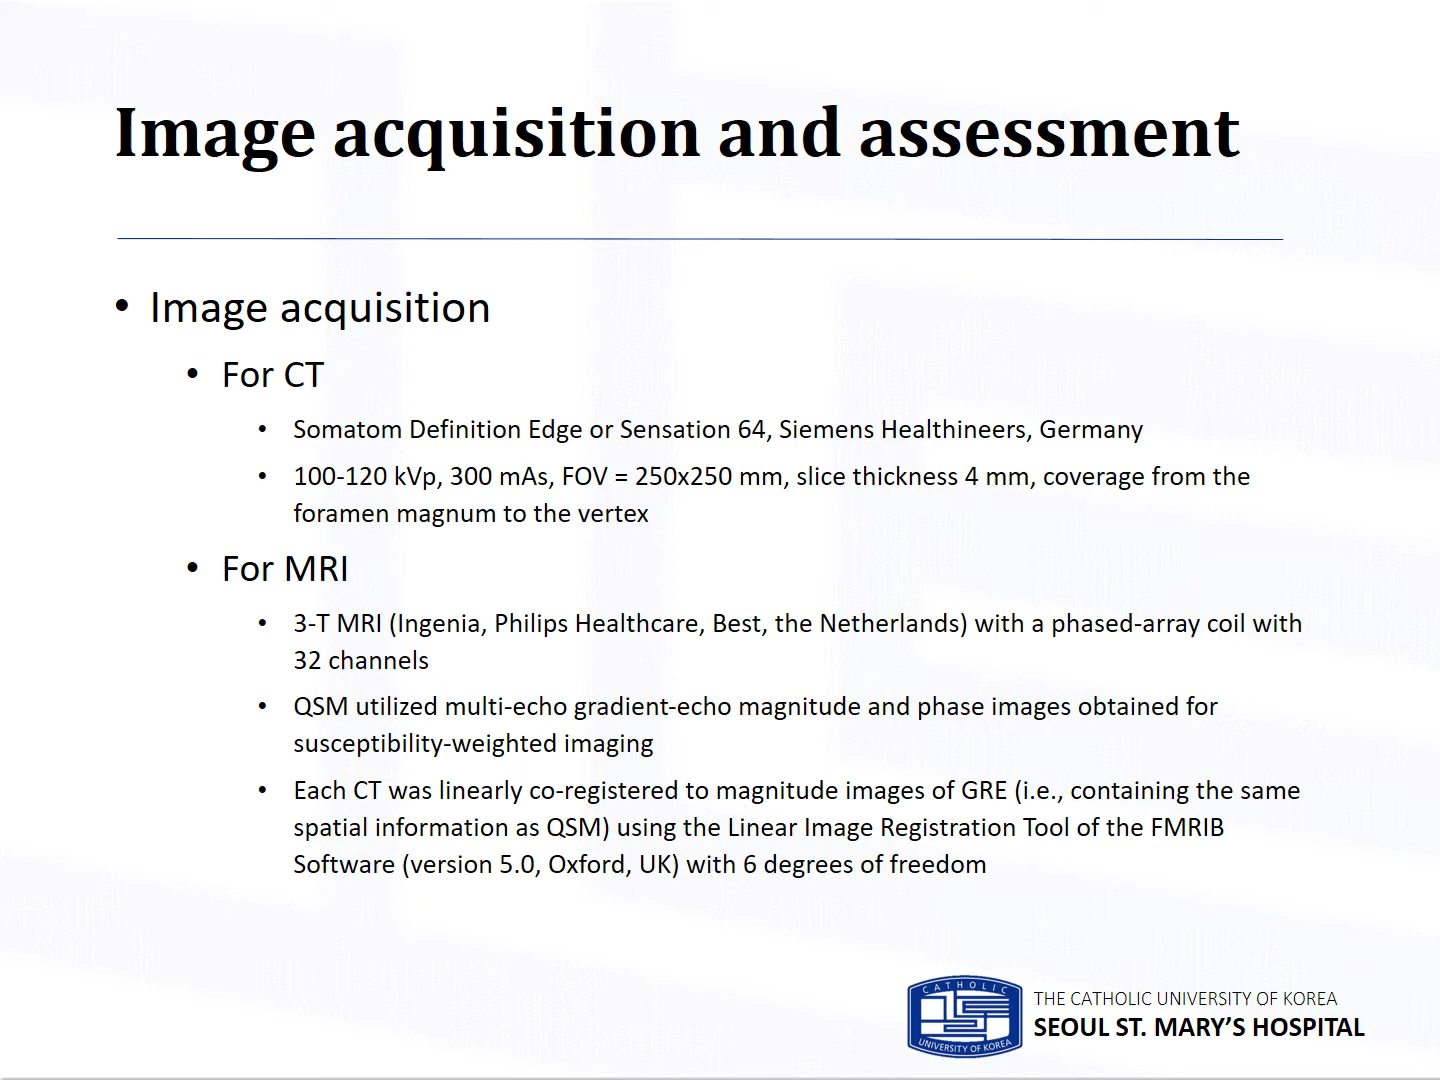 Image acquisition and assessment
• Image acquisition
• For CT
• Somatom Definition Edge or Sensation 64, Siemens Healthineers, Germany
• 100-120 kVp, 300 mAs, FOV = 250x250 mm, slice thickness 4 mm, coverage from the
foramen magnum to the vertex
• For MRI
• 3-T MRI (Ingenia, Philips Healthcare, Best, the Netherlands) with a phased-array coil with
32 channels
• QSM utilized multi-echo gradient-echo magnitude and phase images obtained for
susceptibility-weighted imaging
• Each CT was linearly co-registered to magnitude images of GRE (i.e., containing the same
spatial information as QSM) using the Linear Image Registration Tool of the FMRIB
Software (version 5.0, Oxford, UK) with 6 degrees of freedom
CATHOLIC
UNIVERSITY OF KOREA
THE CATHOLIC UNIVERSITY OF KOREA
SEOUL ST. MARY’S HOSPITAL